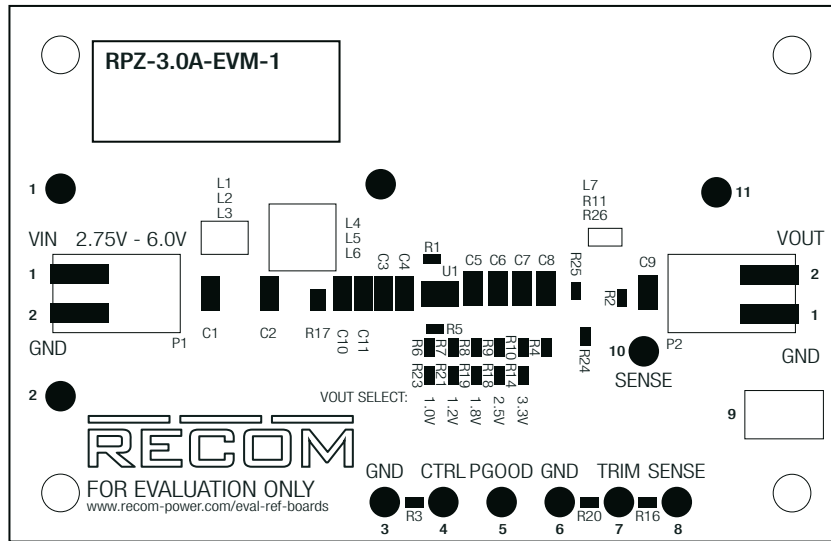 RPZ-3.0A-EVM-1
1
11
L1
L2
L3
L4
L5
L6
L7
R11
R26
VIN 2.75V - 6.0V
VOUT
1
2
2
1
P1
P2
GND
GND
C1
C2
R17
C10
C11
C3
C4
R1
U1
C5
C6
C7
C8
R25
R2
C9
R24
10
SENSE
R5
R6
R7
R8
R9
R10
R4
R23
R21
R19
R18
R14
VOUT SELECT:
1.0V
1.2V
1.8V
2.5V
3.3V
2
9
RECOM
FOR EVALUATION ONLY
www.recom-power.com/eval-ref-boards
GND CTRL PGOOD GND TRIM SENSE
R3 R20 R16
3 4 5 6 7 8